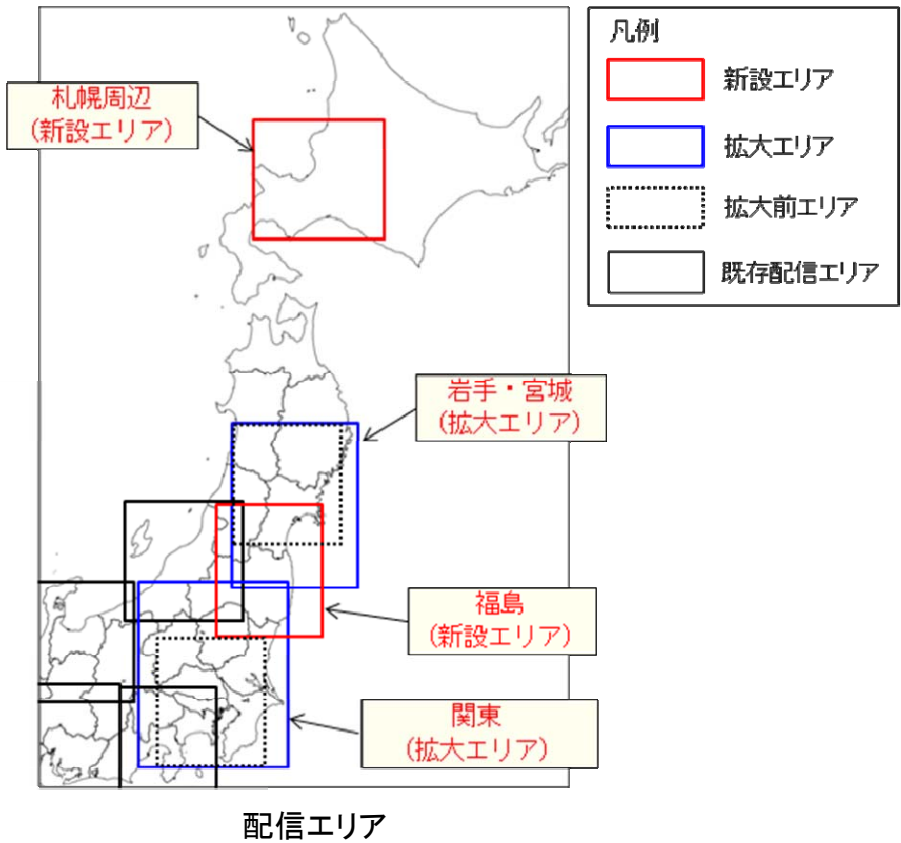 凡例
新設エリア
拡大エリア
拡大前エリア
既存配信エリア
札幌周辺
(新設エリア)
岩手・宮城
(拡大エリア)
福島
(新設エリア)
関東
(拡大エリア)
配信エリア